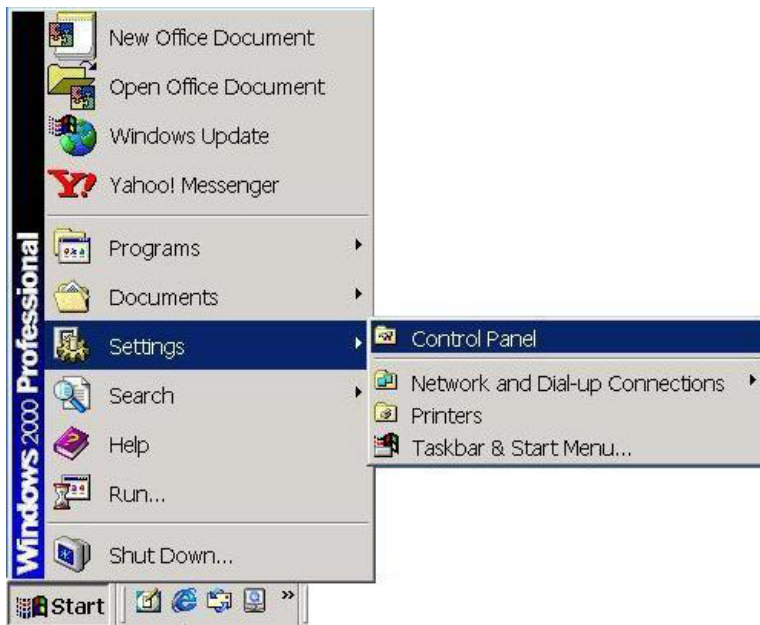 New Office Document
Open Office Document
Windows Update
Yahoo! Messenger
Programs
Documents
Settings
Search
Help
Run...
Shut Down...
Windows 2000 Professional
Control Panel
Network and Dial-up Connections
Printers
Taskbar & Start Menu...
Start
»